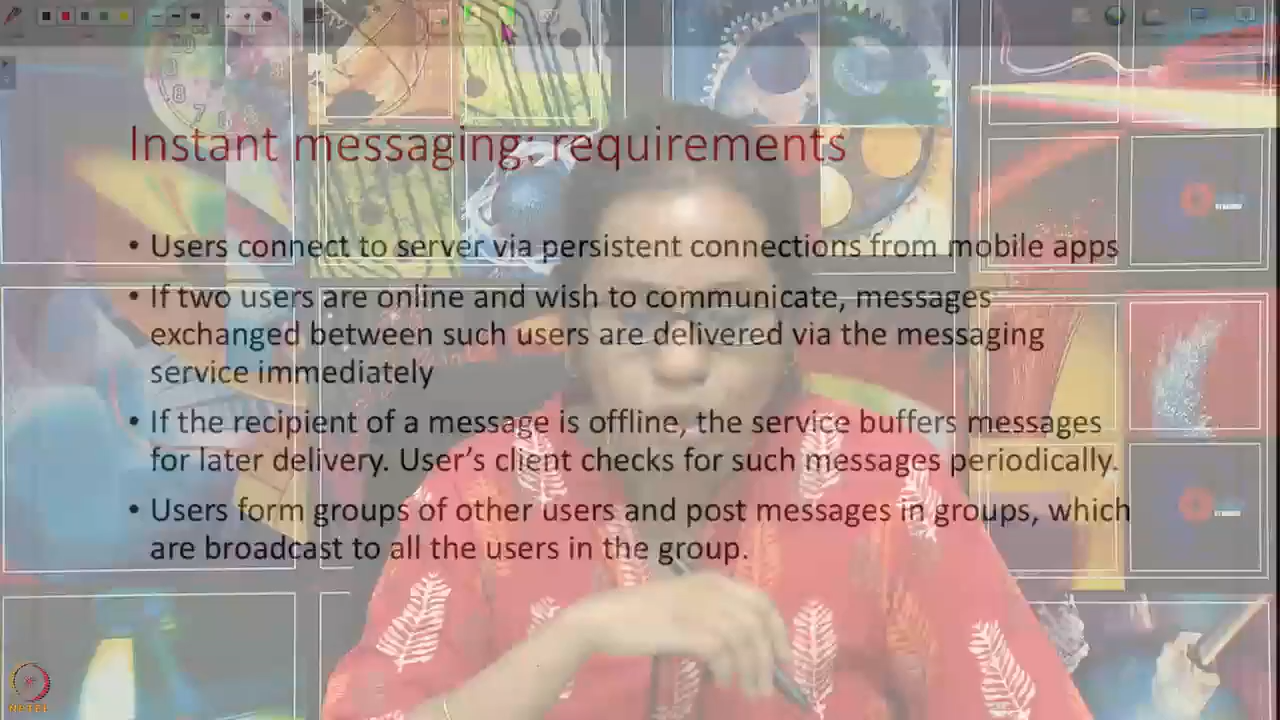 Instant messaging: requirements
• Users connect to server via persistent connections from mobile apps
• If two users are online and wish to communicate, messages
exchanged between such users are delivered via the messaging
service immediately
• If the recipient of a message is offline, the service buffers messages
for later delivery. User's client checks for such messages periodically.
• Users form groups of other users and post messages in groups, which
are broadcast to all the users in the group.
NPTEL